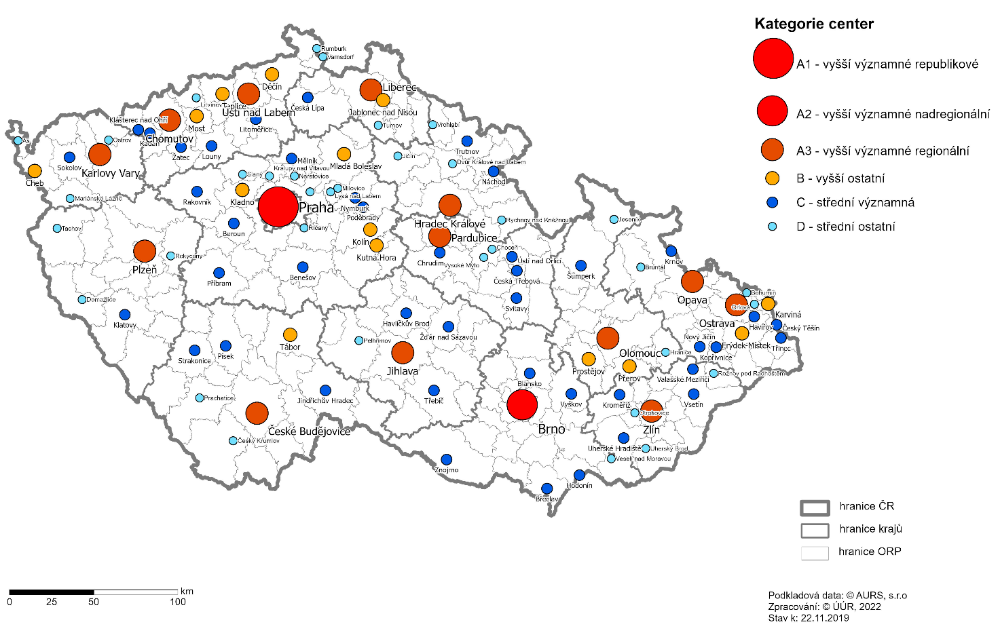 Kategorie center
A1 - vyšší významné republikové
A2 - vyšší významné nadregionální
A3 - vyšší významné regionální
B - vyšší ostatní
C - střední významná
D - střední ostatní
Rumburk
Varnsdorf
Děčín
Liberec
Česká Lípa
Litvínov
Teplice
Ústí nad Labem
Jablonec nad Nisou
Klášterec nad Ohří
Most
Litoměřice
Turnov
Vrchlabí
Aš
Ostrov
Kadaň
Chomutov
Žatec
Louny
Trutnov
Sokolov
Karlovy Vary
Cheb
Mělník
Mladá Boleslav
Jičín
Dvůr Králové nad Labem
Kralupy nad Vltavou
Slaný
Neratovice
Náchod
Mariánské Lázně
Rakovník
Kladno
Milovice
Lysá nad Labem
Praha
Nymburk
Poděbrady
Hradec Králové
Rychnov nad Kněžnou
Jeseník
Tachov
Beroun
Říčany
Kolín
Pardubice
Plzeň
Rokycany
Kutná Hora
Choceň
Chrudim
Vysoké Mýto
Ústí nad Orlicí
Krnov
Příbram
Benešov
Česká Třebová
Šumperk
Bruntál
Domažlice
Klatovy
Svitavy
Opava
Bohumín
Orlová
Karviná
Havlíčkův Brod
Žďár nad Sázavou
Ostrava
Havířov
Český Těšín
Strakonice
Písek
Tábor
Pelhřimov
Jihlava
Olomouc
Hranice
Nový Jičín
Kopřivnice
Frýdek-Místek
Třinec
Prostějov
Přerov
Valašské Meziříčí
Rožnov pod Radhoštěm
Prachatice
Jindřichův Hradec
Třebíč
Blansko
Vyškov
Kroměříž
Vsetín
Otrokovice
České Budějovice
Brno
Zlín
Český Krumlov
Uherské Hradiště
Uherský Brod
Veselí nad Moravou
Znojmo
Hodonín
Břeclav
hranice ČR
hranice krajů
hranice ORP
km
0 25 50 100
Podkladová data: © AURS, s.r.o
Zpracování: © ÚÚR, 2022
Stav k: 22.11.2019